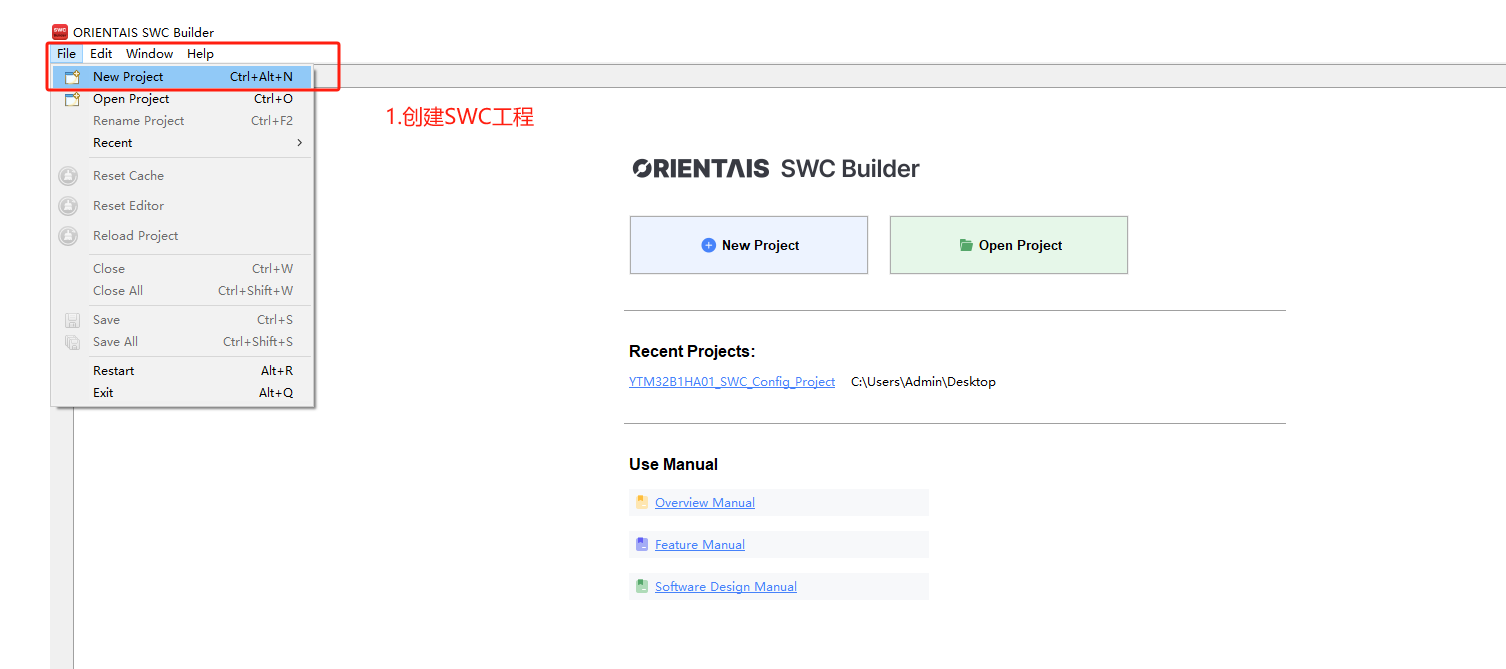 SWC ORIENTAIS SWC Builder
File Edit Window Help
New Project Ctrl+Alt+N
Open Project Ctrl+O
Rename Project Ctrl+F2
Recent
Reset Cache
Reset Editor
Reload Project
Close Ctrl+W
Close All Ctrl+Shift+W
Save Ctrl+S
Save All Ctrl+Shift+S
Restart Alt+R
Exit Alt+Q
1.创建SWC工程
ORIENTAIS SWC Builder
New Project Open Project
Recent Projects:
YTM32B1HA01_SWC_Config_Project C:\Users\Admin\Desktop
Use Manual
Overview Manual
Feature Manual
Software Design Manual